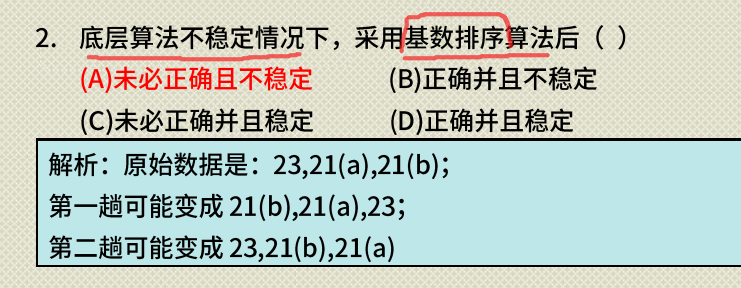 2. 底层算法不稳定情况下，采用基数排序算法后（ ）
(A)未必正确且不稳定 (B)正确并且不稳定
(C)未必正确并且稳定 (D)正确并且稳定
解析：原始数据是：23,21(a),21(b)；
第一趟可能变成 21(b),21(a),23；
第二趟可能变成 23,21(b),21(a)